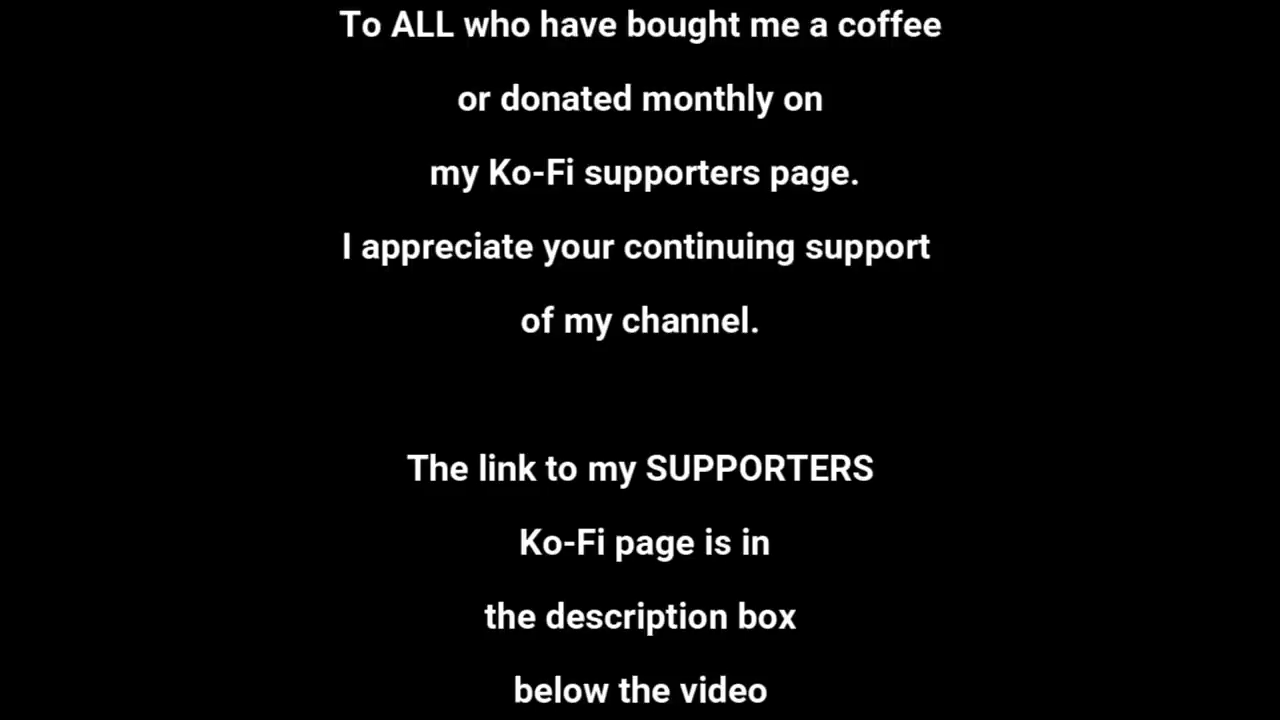 To ALL who have bought me a coffee
or donated monthly on
my Ko-Fi supporters page.
I appreciate your continuing support
of my channel.
The link to my SUPPORTERS
Ko-Fi page is in
the description box
below the video